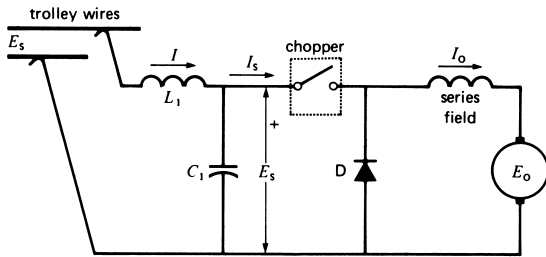 trolley wires
Es
I
L1
Is
chopper
+
C1
Es
D
Io
series
field
Eo